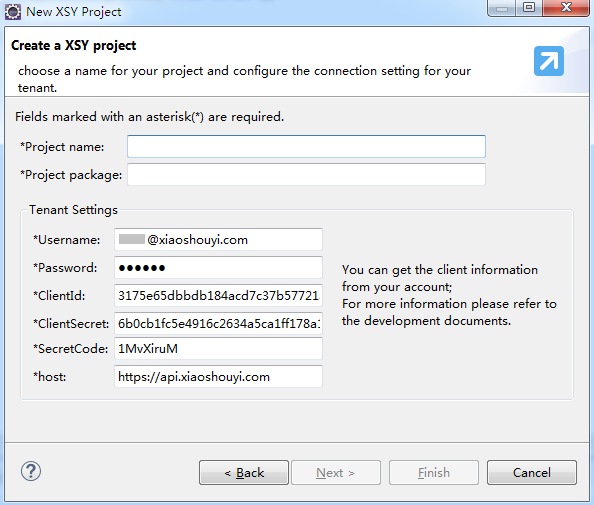 New XSY Project
Create a XSY project
choose a name for your project and configure the connection setting for your
tenant.
Fields marked with an asterisk(*) are required.
*Project name:
*Project package:
Tenant Settings
*Username: @xiaoshouyi.com
*Password: ●●●●●●
*ClientId: 3175e65dbbdb184acd7c37b57721
*ClientSecret: 6b0cb1fc5e4916c2634a5ca1ff178a1
*SecretCode: 1MvXiruM
*host: https://api.xiaoshouyi.com
You can get the client information
from your account;
For more information please refer to
the development documents.
?
< Back
Next >
Finish
Cancel